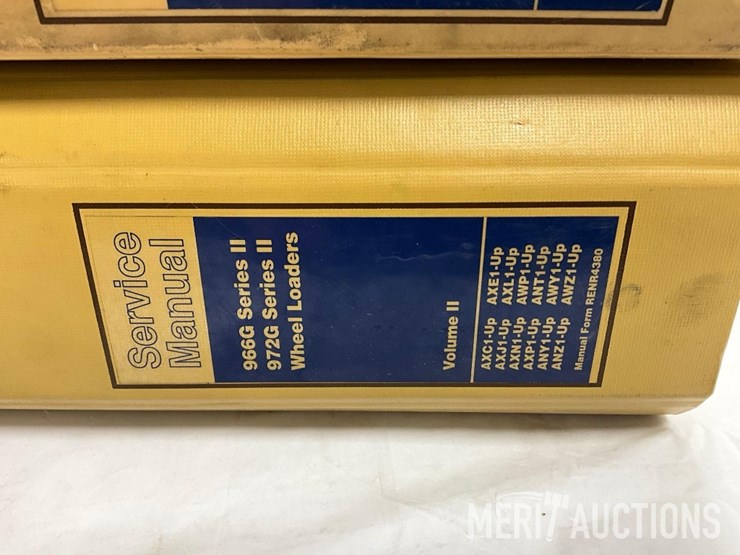 Service
Manual
966G Series II
972G Series II
Wheel Loaders
Volume II
AXC1-Up AXE1-Up
AXJ1-Up AXL1-Up
AXN1-Up AWP1-Up
AXP1-Up ANT1-Up
ANY1-Up AWY1-Up
ANZ1-Up AWZ1-Up
Manual Form RENR4380
MERIT AUCTIONS